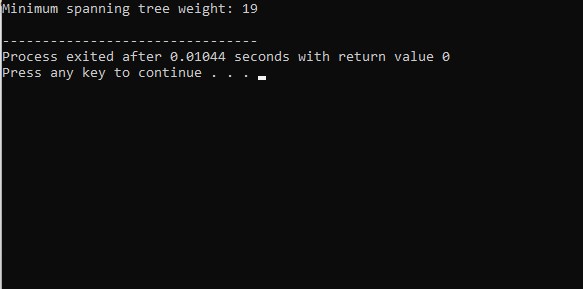 Minimum spanning tree weight: 19
--------------------------------
Process exited after 0.01044 seconds with return value 0
Press any key to continue . . .